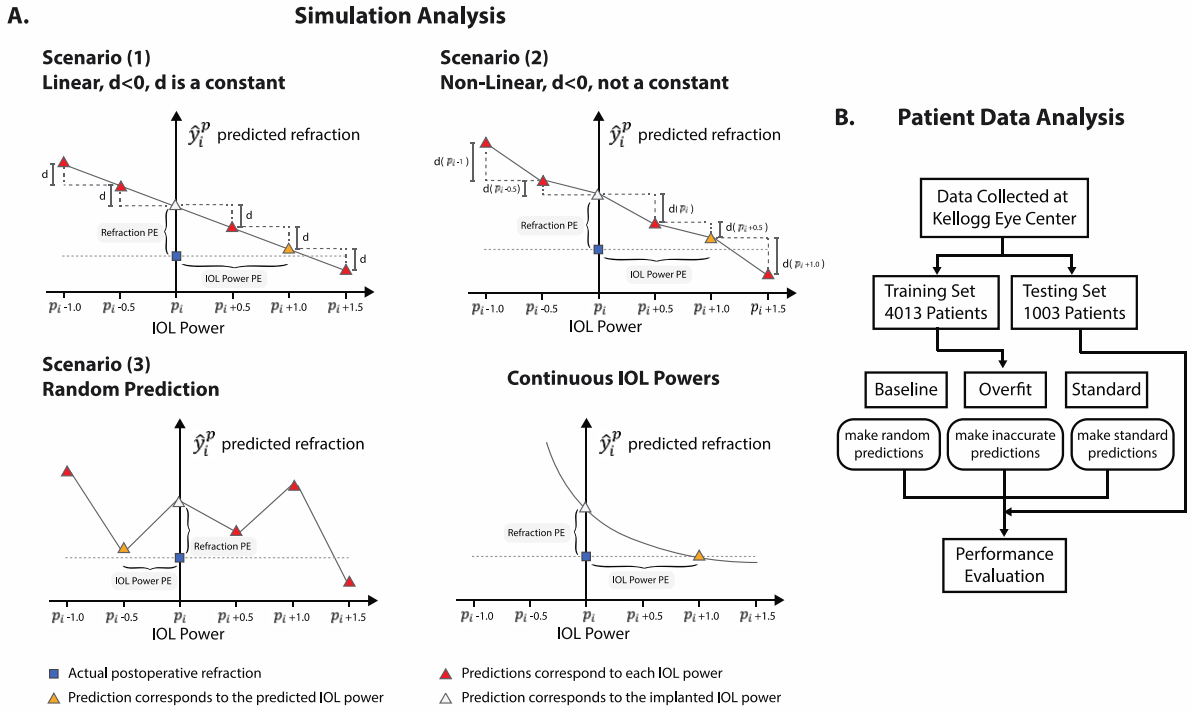 A.
Simulation Analysis
Scenario (1)
Linear, d<0, d is a constant
ŷᵢᵖ predicted refraction
d
d
d
d
d
Refraction PE
IOL Power PE
pᵢ -1.0 pᵢ -0.5 pᵢ pᵢ +0.5 pᵢ +1.0 pᵢ +1.5
IOL Power
Scenario (2)
Non-Linear, d<0, not a constant
ŷᵢᵖ predicted refraction
d( pᵢ -1)
d( pᵢ -0.5)
d( pᵢ )
d( pᵢ +0.5)
d( pᵢ +1.0)
Refraction PE
IOL Power PE
pᵢ -1.0 pᵢ -0.5 pᵢ pᵢ +0.5 pᵢ +1.0 pᵢ +1.5
IOL Power
Scenario (3)
Random Prediction
ŷᵢᵖ predicted refraction
Refraction PE
IOL Power PE
pᵢ -1.0 pᵢ -0.5 pᵢ pᵢ +0.5 pᵢ +1.0 pᵢ +1.5
IOL Power
Continuous IOL Powers
ŷᵢᵖ predicted refraction
Refraction PE
IOL Power PE
pᵢ -1.0 pᵢ -0.5 pᵢ pᵢ +0.5 pᵢ +1.0 pᵢ +1.5
IOL Power
Actual postoperative refraction
Prediction corresponds to the predicted IOL power
Predictions correspond to each IOL power
Prediction corresponds to the implanted IOL power
B.
Patient Data Analysis
Data Collected at
Kellogg Eye Center
Training Set
4013 Patients
Testing Set
1003 Patients
Baseline
Overfit
Standard
make random
predictions
make inaccurate
predictions
make standard
predictions
Performance
Evaluation